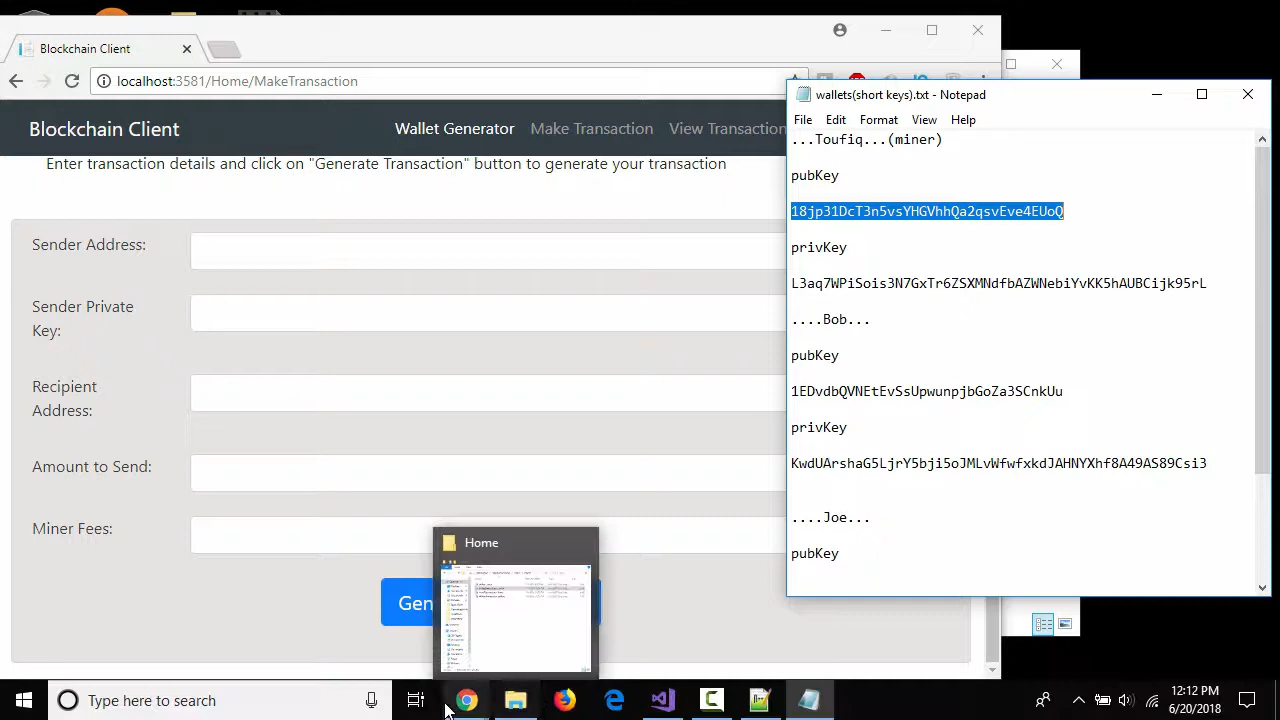 Blockchain Client
localhost:3581/Home/MakeTransaction
Blockchain Client
Wallet Generator
Make Transaction
View Transaction
Enter transaction details and click on "Generate Transaction" button to generate your transaction
Sender Address:
Sender Private
Key:
Recipient
Address:
Amount to Send:
Miner Fees:
Gen
Home
wallets(short keys).txt - Notepad
File Edit Format View Help
...Toufiq...(miner)
pubKey
18jp31DcT3n5vsYHGVhhQa2qsvEve4EUoQ
privKey
L3aq7WPiSois3N7GxTr6ZSXMNdfbAZWNebiYvKK5hAUBCijk95rL
....Bob...
pubKey
1EDvdbQVNEtEvSsUpwunpjbGoZa3SCnkUu
privKey
KwdUArshaG5LjrY5bji5oJMLvWfwfxkdJAHNYXhf8A49AS89Csi3
....Joe...
pubKey
Type here to search
12:12 PM
6/20/2018